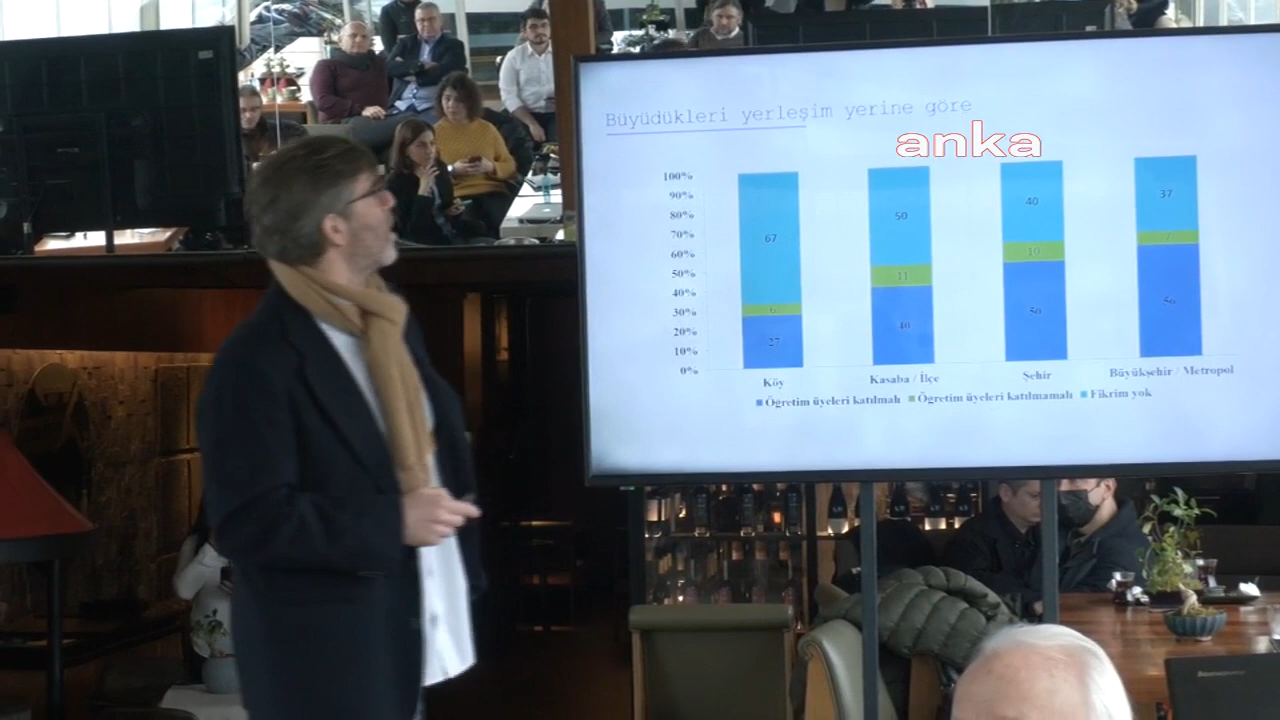 Büyüdükleri yerleşim yerine göre
anka
100%
90%
80%
70%
60%
50%
40%
30%
20%
10%
0%
67 50 40 37
6 11 10 7
27 40 50 56
Köy Kasaba / İlçe Şehir Büyükşehir / Metropol
Öğretim üyeleri katılmalı Öğretim üyeleri katılmamalı Fikrim yok